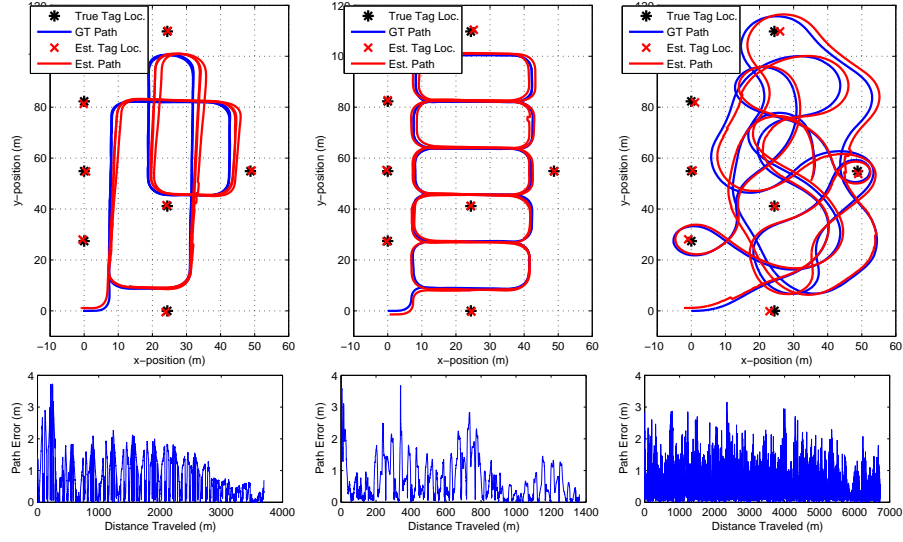 True Tag Loc.
GT Path
Est. Tag Loc.
Est. Path
120
100
80
60
40
20
0
−10 0 10 20 30 40 50 60
y−position (m)
x−position (m)
True Tag Loc.
GT Path
Est. Tag Loc.
Est. Path
120
100
80
60
40
20
0
−10 0 10 20 30 40 50 60
y−position (m)
x−position (m)
True Tag Loc.
GT Path
Est. Tag Loc.
Est. Path
120
100
80
60
40
20
0
−10 0 10 20 30 40 50 60
y−position (m)
x−position (m)
4
3
2
1
0
0 1000 2000 3000 4000
Path Error (m)
Distance Traveled (m)
4
3
2
1
0
0 200 400 600 800 1000 1200 1400
Path Error (m)
Distance Traveled (m)
4
3
2
1
0
0 1000 2000 3000 4000 5000 6000 7000
Path Error (m)
Distance Traveled (m)